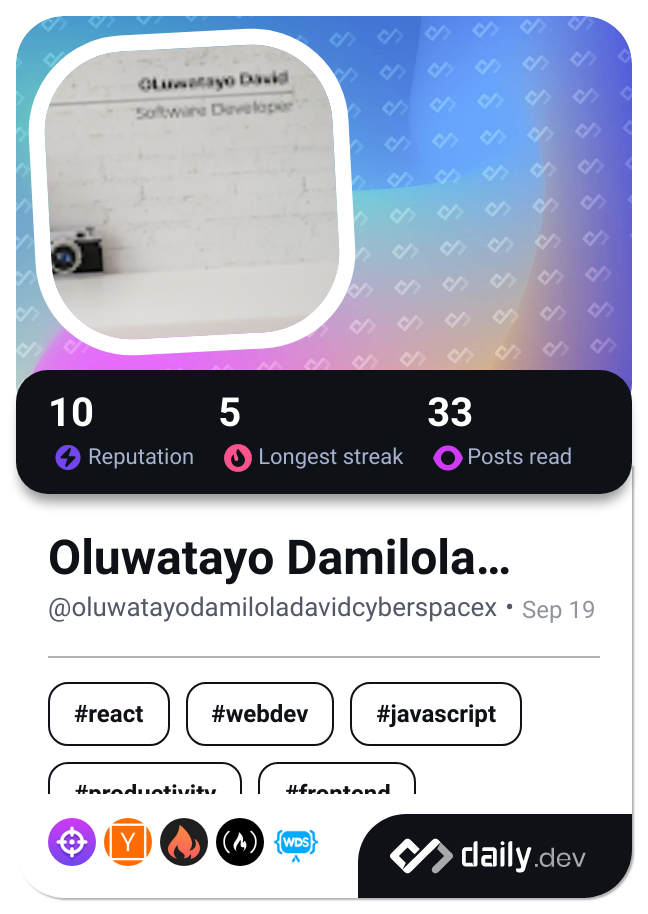 OLuwatayo David
Software Developer
10 5 33
Reputation Longest streak Posts read
Oluwatayo Damilola...
@oluwatayodamiloladavidcyberspacex • Sep 19
#react #webdev #javascript
#productivity #frontend
Y WDS daily.dev